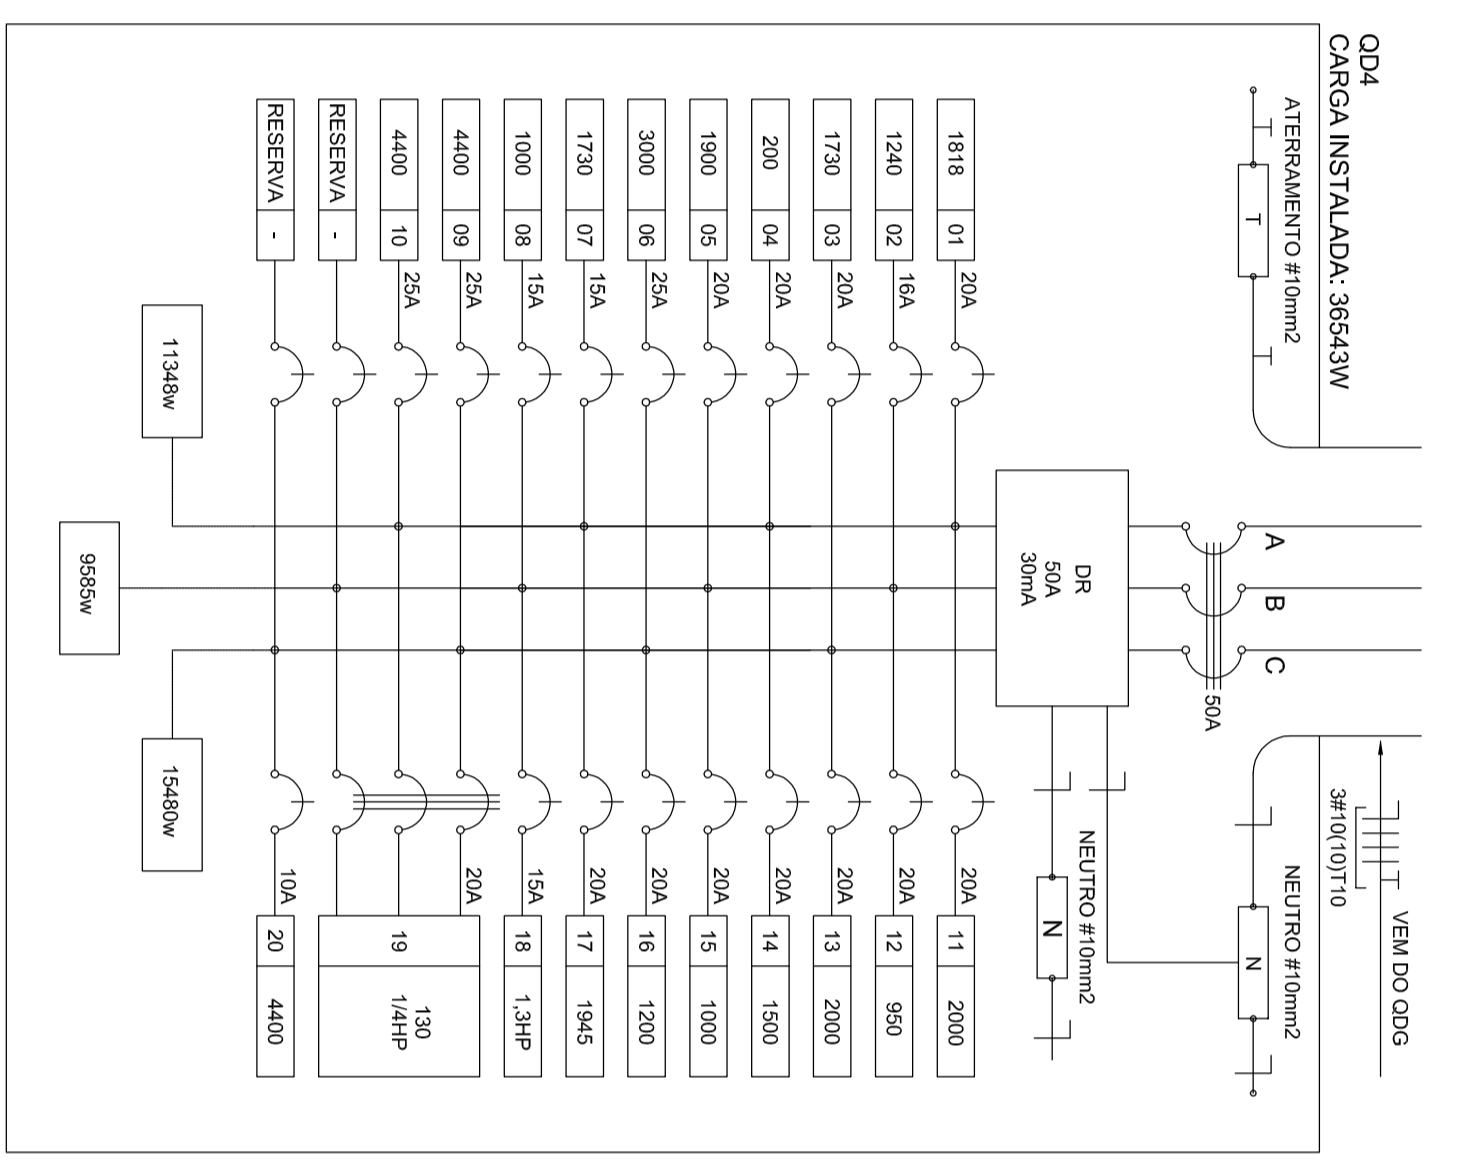 QD4
CARGA INSTALADA: 36543W
ATERRAMENTO #10mm2
T
A
B
C
50A
VEM DO QDG
3#10(10)T10
NEUTRO #10mm2
N
DR
50A
30mA
NEUTRO #10mm2
N
1818 01 20A
20A 11 2000
1240 02 16A
20A 12 950
1730 03 20A
20A 13 2000
200 04 20A
20A 14 1500
1900 05 20A
20A 15 1000
3000 06 25A
20A 16 1200
1730 07 15A
20A 17 1945
1000 08 15A
15A 18 1,3HP
4400 09 25A
20A
4400 10 25A
19 130
1/4HP
RESERVA -
RESERVA -
10A 20 4400
11348w
9585w
15480w